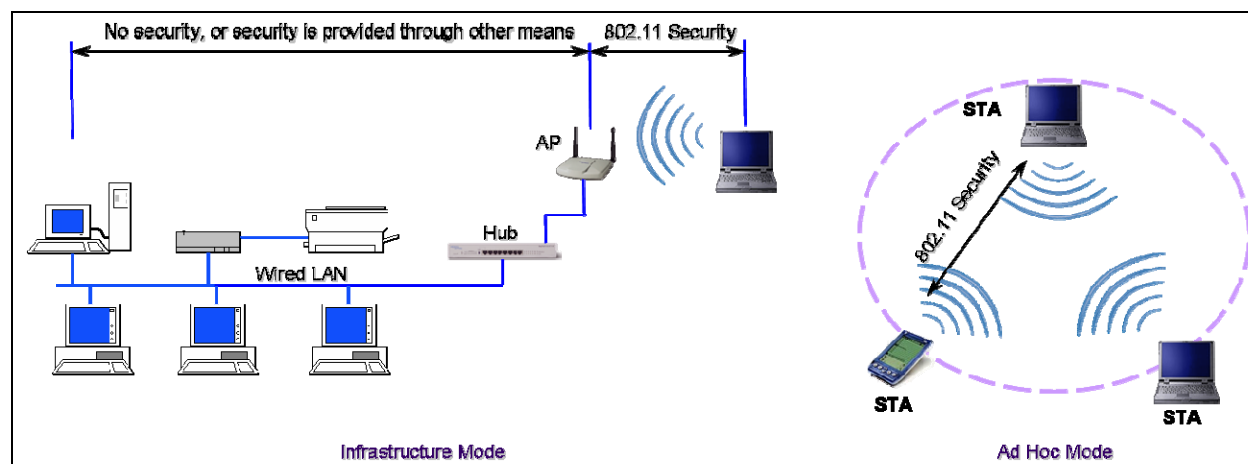 No security, or security is provided through other means
802.11 Security
AP
Hub
Wired LAN
Infrastructure Mode
STA
802.11 Security
STA
STA
Ad Hoc Mode